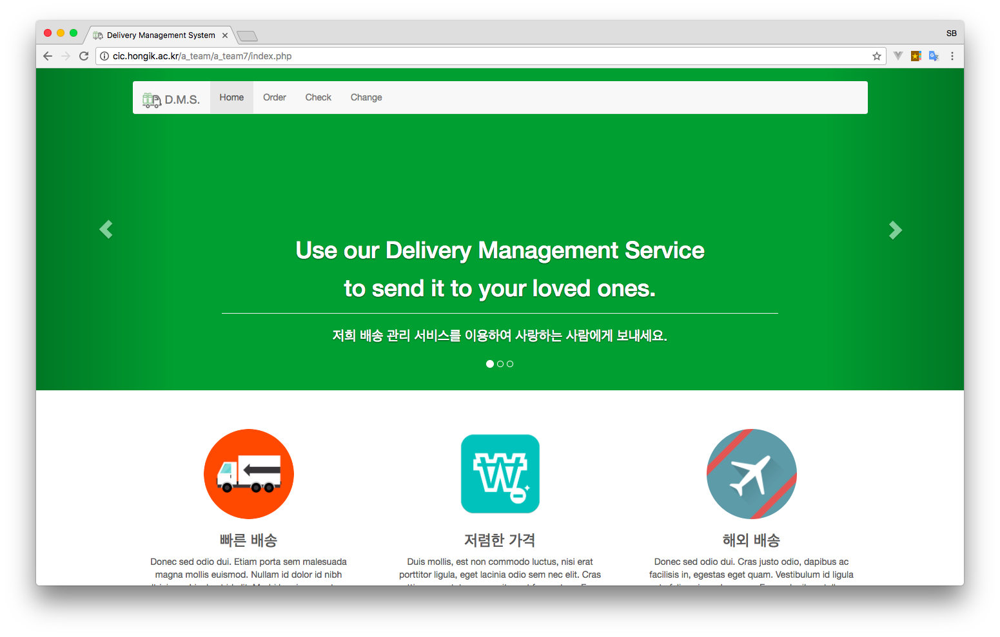 Delivery Management System
SB
cic.hongik.ac.kr/a_team/a_team7/index.php
D.M.S. Home Order Check Change
Use our Delivery Management Service
to send it to your loved ones.
저희 배송 관리 서비스를 이용하여 사랑하는 사람에게 보내세요.
빠른 배송
Donec sed odio dui. Etiam porta sem malesuada
magna mollis euismod. Nullam id dolor id nibh
저렴한 가격
Duis mollis, est non commodo luctus, nisi erat
porttitor ligula, eget lacinia odio sem nec elit. Cras
해외 배송
Donec sed odio dui. Cras justo odio, dapibus ac
facilisis in, egestas eget quam. Vestibulum id ligula